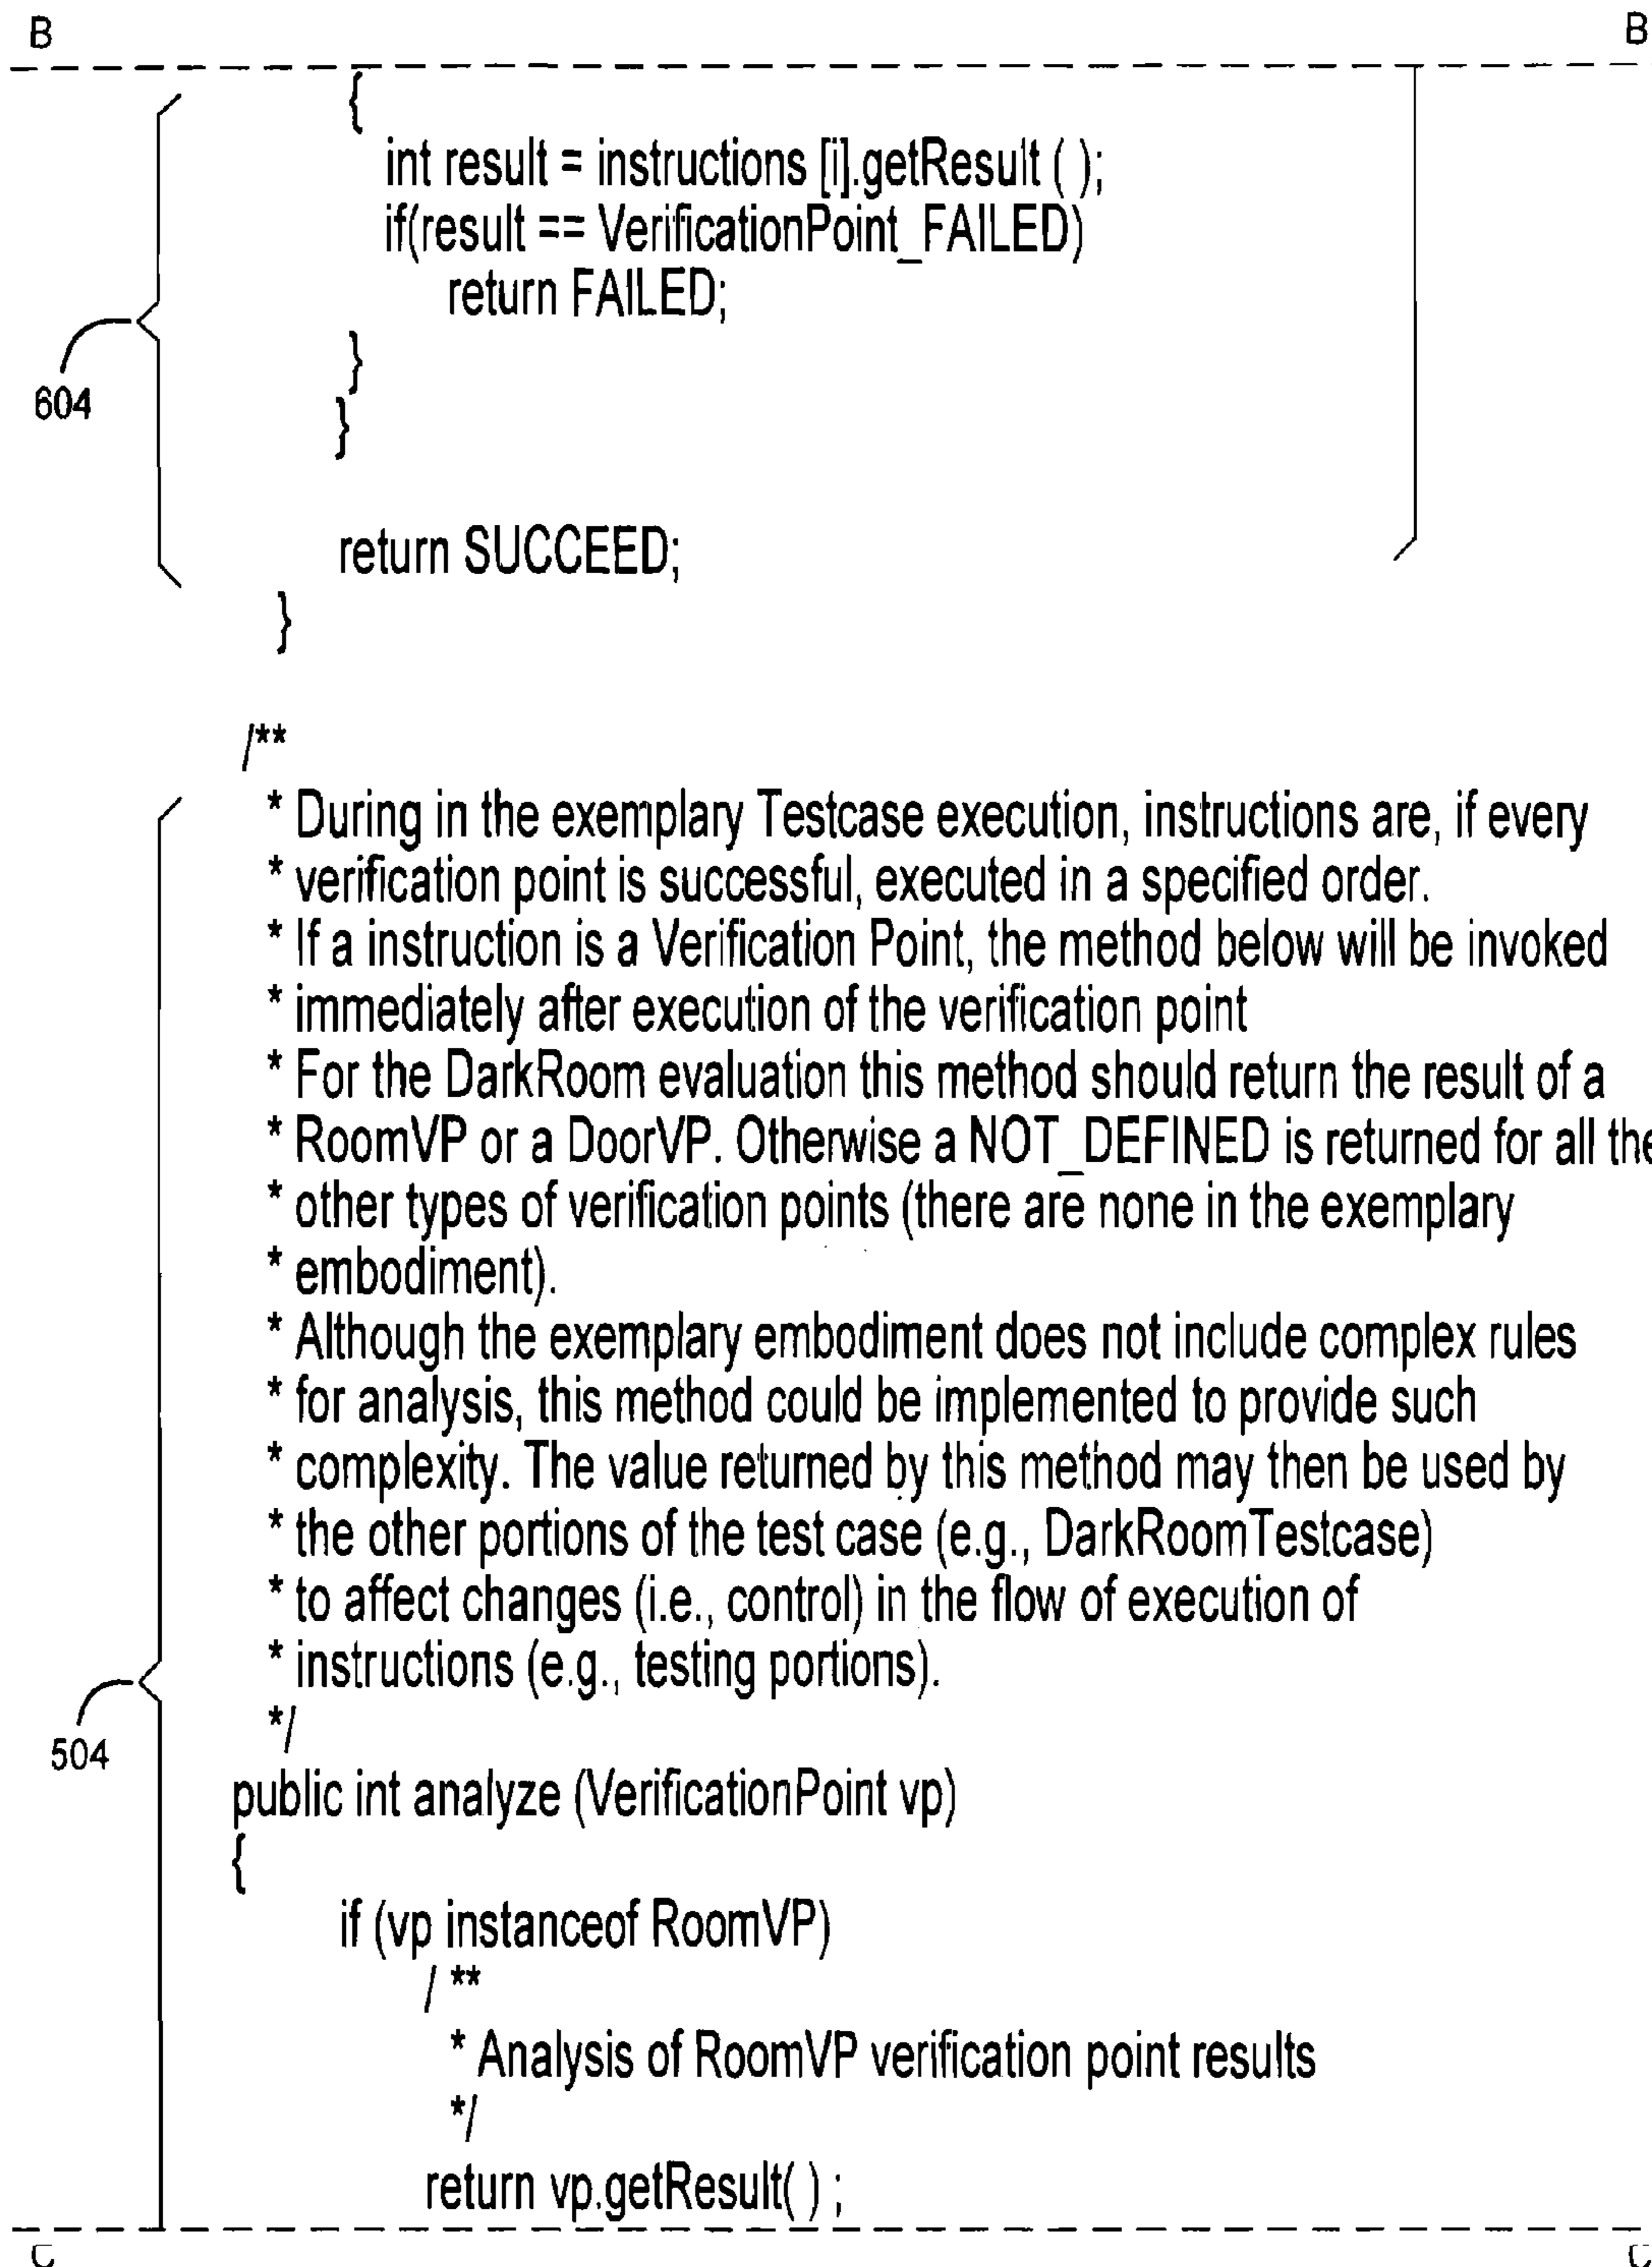 B B
{
int result = instructions [i].getResult ( );
if(result == VerificationPoint_FAILED)
return FAILED;
}
604
}
return SUCCEED;
}
/**
* During in the exemplary Testcase execution, instructions are, if every
* verification point is successful, executed in a specified order.
* If a instruction is a Verification Point, the method below will be invoked
* immediately after execution of the verification point
* For the DarkRoom evaluation this method should return the result of a
* RoomVP or a DoorVP. Otherwise a NOT_DEFINED is returned for all the
* other types of verification points (there are none in the exemplary
* embodiment).
* Although the exemplary embodiment does not include complex rules
* for analysis, this method could be implemented to provide such
* complexity. The value returned by this method may then be used by
* the other portions of the test case (e.g., DarkRoomTestcase)
* to affect changes (i.e., control) in the flow of execution of
* instructions (e.g., testing portions).
*/
504
public int analyze (VerificationPoint vp)
{
if (vp instanceof RoomVP)
/ **
* Analysis of RoomVP verification point results
*/
return vp.getResult( ) ;
C C